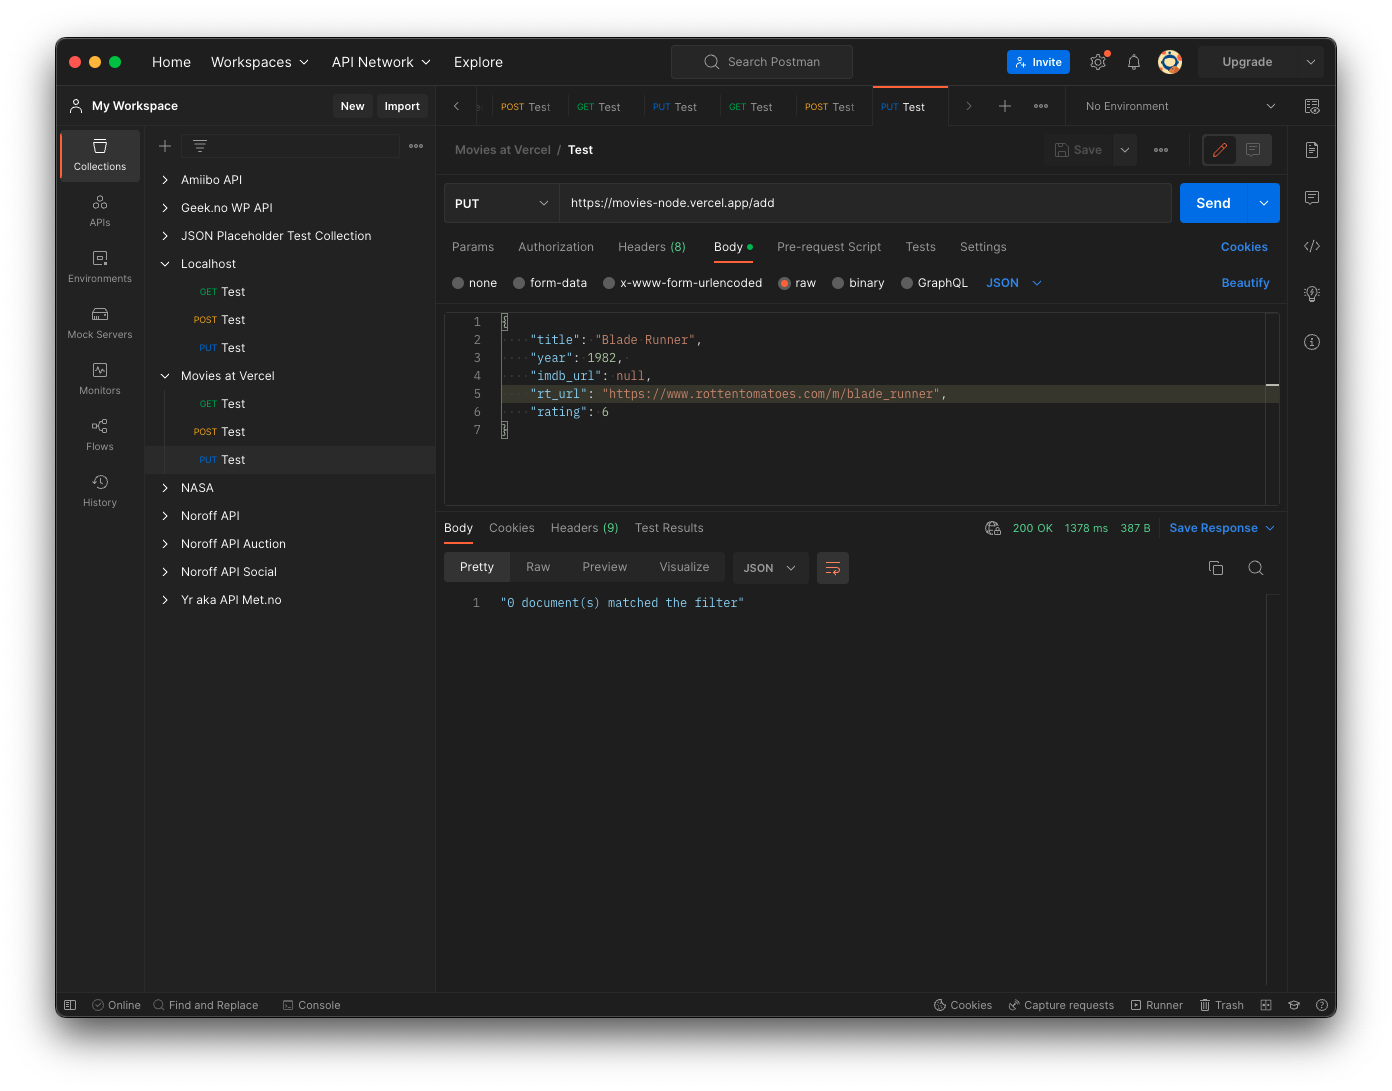 Home Workspaces API Network Explore Search Postman Invite Upgrade
My Workspace New Import POST Test GET Test PUT Test GET Test POST Test PUT Test No Environment
Collections
APIs
Environments
Mock Servers
Monitors
Flows
History
Amiibo API
Geek.no WP API
JSON Placeholder Test Collection
Localhost
GET Test
POST Test
PUT Test
Movies at Vercel
GET Test
POST Test
PUT Test
NASA
Noroff API
Noroff API Auction
Noroff API Social
Yr aka API Met.no
Movies at Vercel / Test Save
PUT https://movies-node.vercel.app/add Send
Params Authorization Headers (8) Body Pre-request Script Tests Settings Cookies
none form-data x-www-form-urlencoded raw binary GraphQL JSON Beautify
1 {
2 "title": "Blade Runner",
3 "year": 1982,
4 "imdb_url": null,
5 "rt_url": "https://www.rottentomatoes.com/m/blade_runner",
6 "rating": 6
7 }
Body Cookies Headers (9) Test Results 200 OK 1378 ms 387 B Save Response
Pretty Raw Preview Visualize JSON
1 "0 document(s) matched the filter"
Online Find and Replace Console Cookies Capture requests Runner Trash